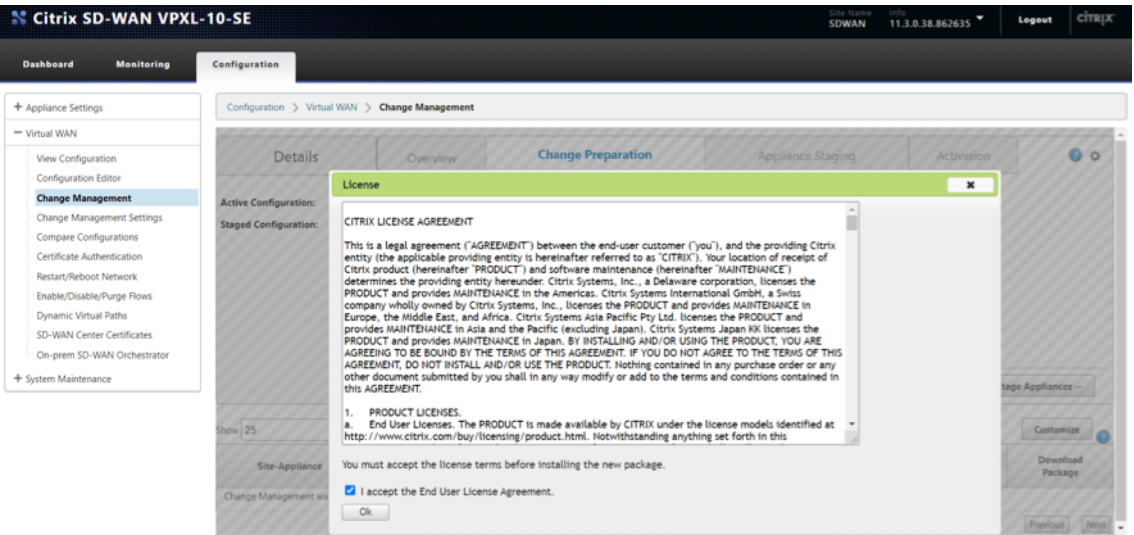 Citrix SD-WAN VPXL-10-SE
Site Name
SDWAN
Info
11.3.0.38.862635
Logout
CITRIX
Dashboard Monitoring Configuration
+ Appliance Settings
− Virtual WAN
View Configuration
Configuration Editor
Change Management
Change Management Settings
Compare Configurations
Certificate Authentication
Restart/Reboot Network
Enable/Disable/Purge Flows
Dynamic Virtual Paths
SD-WAN Center Certificates
On-prem SD-WAN Orchestrator
+ System Maintenance
Configuration > Virtual WAN > Change Management
Details Overview Change Preparation Appliance Staging Activation
Active Configuration:
Staged Configuration:
License
CITRIX LICENSE AGREEMENT
This is a legal agreement ("AGREEMENT") between the end-user customer ("you"), and the providing Citrix
entity (the applicable providing entity is hereinafter referred to as "CITRIX"). Your location of receipt of
Citrix product (hereinafter "PRODUCT") and software maintenance (hereinafter "MAINTENANCE")
determines the providing entity hereunder. Citrix Systems, Inc., a Delaware corporation, licenses the
PRODUCT and provides MAINTENANCE in the Americas. Citrix Systems International GmbH, a Swiss
company wholly owned by Citrix Systems, Inc., licenses the PRODUCT and provides MAINTENANCE in
Europe, the Middle East, and Africa. Citrix Systems Asia Pacific Pty Ltd. licenses the PRODUCT and
provides MAINTENANCE in Asia and the Pacific (excluding Japan). Citrix Systems Japan KK licenses the
PRODUCT and provides MAINTENANCE in Japan. BY INSTALLING AND/OR USING THE PRODUCT, YOU ARE
AGREEING TO BE BOUND BY THE TERMS OF THIS AGREEMENT. IF YOU DO NOT AGREE TO THE TERMS OF THIS
AGREEMENT, DO NOT INSTALL AND/OR USE THE PRODUCT. Nothing contained in any purchase order or any
other document submitted by you shall in any way modify or add to the terms and conditions contained in
this AGREEMENT.
1. PRODUCT LICENSES.
a. End User Licenses. The PRODUCT is made available by CITRIX under the license models identified at
http://www.citrix.com/buy/licensing/product.html. Notwithstanding anything set forth in this
You must accept the license terms before installing the new package.
I accept the End User License Agreement.
Ok
tage Appliances
Show 25
Customize
Site-Appliance
Download
Package
Change Management wa
Previous Next